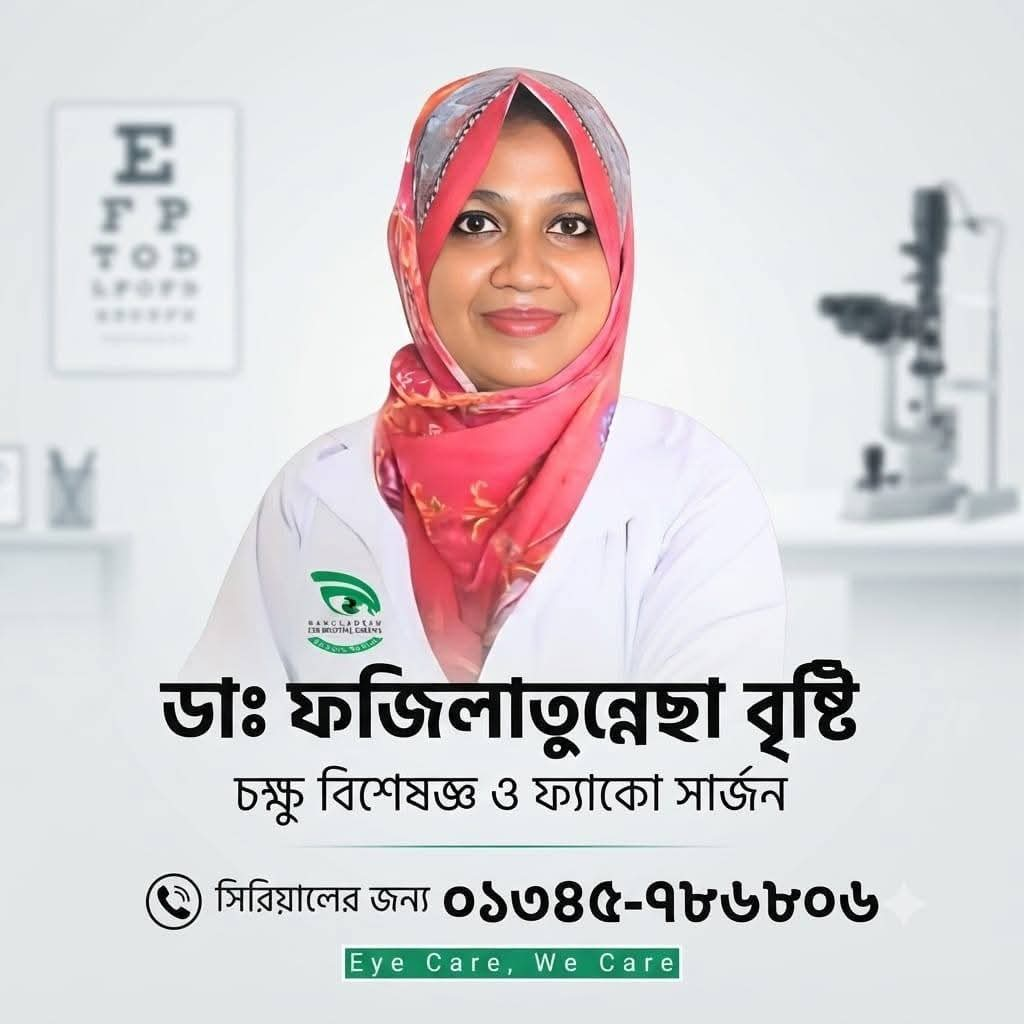 E
F P
T O D
ডাঃ ফজিলাতুন্নেছা বৃষ্টি
চক্ষু বিশেষজ্ঞ ও ফ্যাকো সার্জন
সিরিয়ালের জন্য ০১৩৪৫-৭৮৬৮০৬
Eye Care, We Care